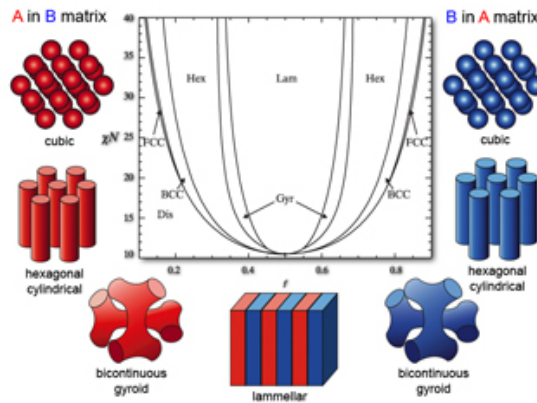 A in B matrix
B in A matrix
cubic
hexagonal
cylindrical
bicontinuous
gyroid
lammellar
bicontinuous
gyroid
cubic
hexagonal
cylindrical
40
35
30
χN
25
20
15
10
Hex
Lam
Hex
FCC
FCC
BCC
BCC
Gyr
Dis
0.2
0.4
0.6
0.8
f